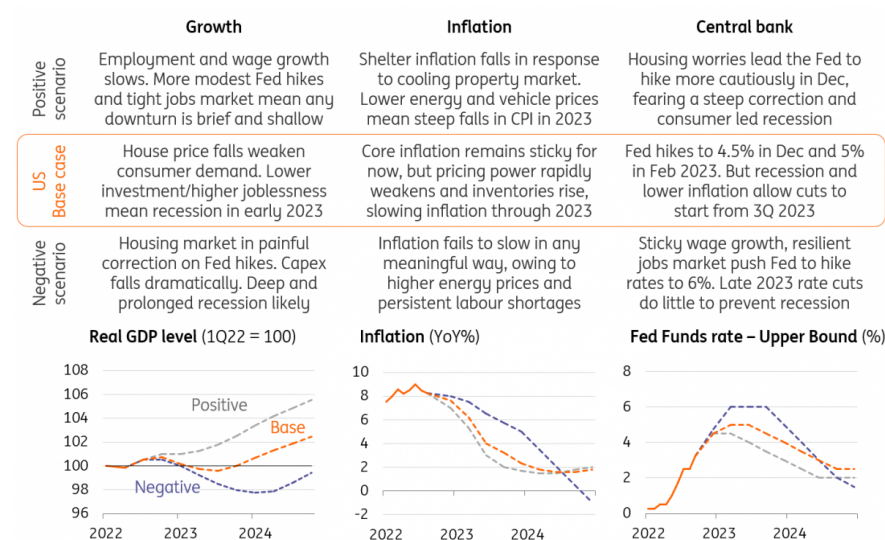 Growth
Inflation
Central bank
Positive
scenario
Employment and wage growth
slows. More modest Fed hikes
and tight jobs market mean any
downturn is brief and shallow
Shelter inflation falls in response
to cooling property market.
Lower energy and vehicle prices
mean steep falls in CPI in 2023
Housing worries lead the Fed to
hike more cautiously in Dec,
fearing a steep correction and
consumer led recession
US
Base case
House price falls weaken
consumer demand. Lower
investment/higher joblessness
mean recession in early 2023
Core inflation remains sticky for
now, but pricing power rapidly
weakens and inventories rise,
slowing inflation through 2023
Fed hikes to 4.5% in Dec and 5%
in Feb 2023. But recession and
lower inflation allow cuts to
start from 3Q 2023
Negative
scenario
Housing market in painful
correction on Fed hikes. Capex
falls dramatically. Deep and
prolonged recession likely
Inflation fails to slow in any
meaningful way, owing to
higher energy prices and
persistent labour shortages
Sticky wage growth, resilient
jobs market push Fed to hike
rates to 6%. Late 2023 rate cuts
do little to prevent recession
Real GDP level (1Q22 = 100)
108
106
104
102
100
98
96
Positive
Base
Negative
2022 2023 2024
Inflation (YoY%)
10
8
6
4
2
0
-2
2022 2023 2024
Fed Funds rate – Upper Bound (%)
8
6
4
2
0
2022 2023 2024